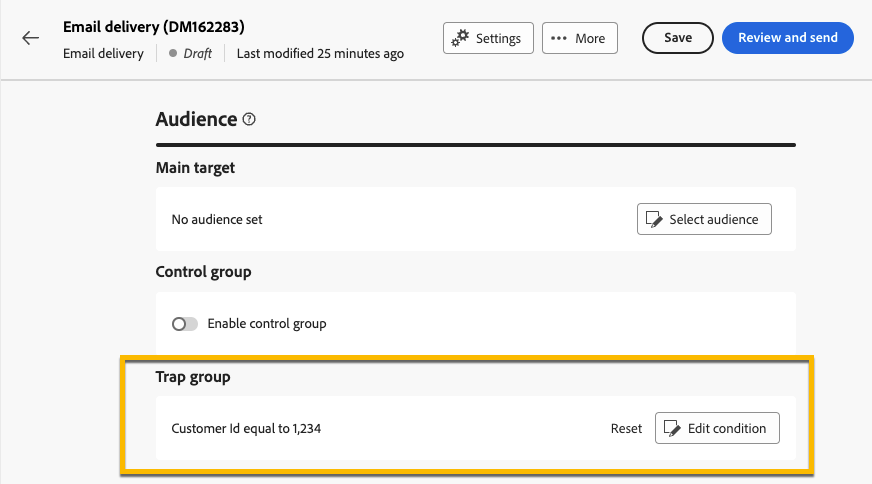 Email delivery (DM162283)
Email delivery Draft Last modified 25 minutes ago
Settings
More
Save
Review and send
Audience
Main target
No audience set
Select audience
Control group
Enable control group
Trap group
Customer Id equal to 1,234
Reset
Edit condition